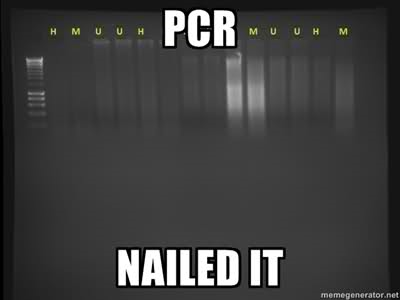 PCR
H M U U H M U U H M
NAILED IT
memegenerator.net